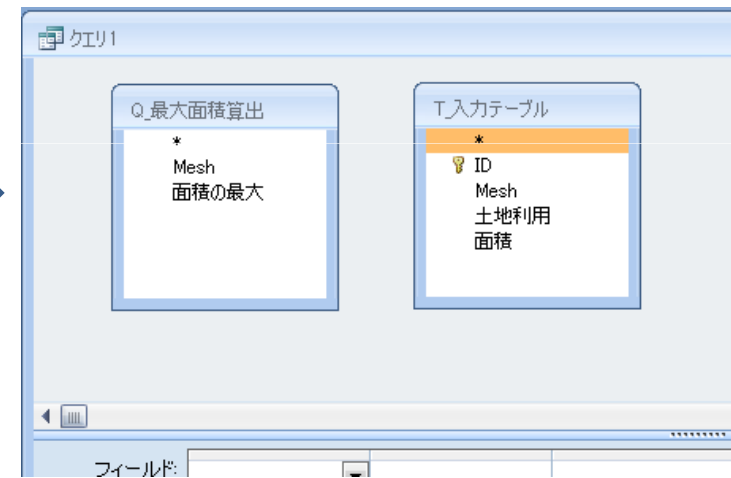 クエリ1
Q_最大面積算出
*
Mesh
面積の最大
T_入力テーブル
*
ID
Mesh
土地利用
面積
フィールド: